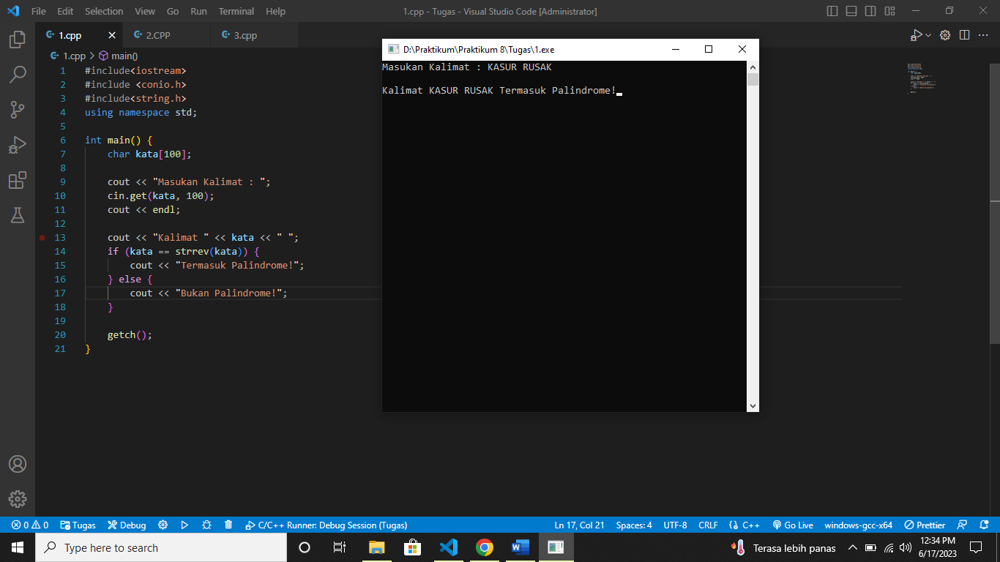 File Edit Selection View Go Run Terminal Help 1.cpp - Tugas - Visual Studio Code [Administrator]
1.cpp 2.CPP 3.cpp
1.cpp > main()
1 #include<iostream>
2 #include <conio.h>
3 #include<string.h>
4 using namespace std;
5
6 int main() {
7 char kata[100];
8
9 cout << "Masukan Kalimat : ";
10 cin.get(kata, 100);
11 cout << endl;
12
13 cout << "Kalimat " << kata << " ";
14 if (kata == strrev(kata)) {
15 cout << "Termasuk Palindrome!";
16 } else {
17 cout << "Bukan Palindrome!";
18 }
19
20 getch();
21 }
D:\Praktikum\Praktikum 8\Tugas\1.exe
Masukan Kalimat : KASUR RUSAK
Kalimat KASUR RUSAK Termasuk Palindrome!
0 0 Tugas Debug C/C++ Runner: Debug Session (Tugas) Ln 17, Col 21 Spaces: 4 UTF-8 CRLF C++ Go Live windows-gcc-x64 Prettier
Type here to search Terasa lebih panas 12:34 PM
6/17/2023